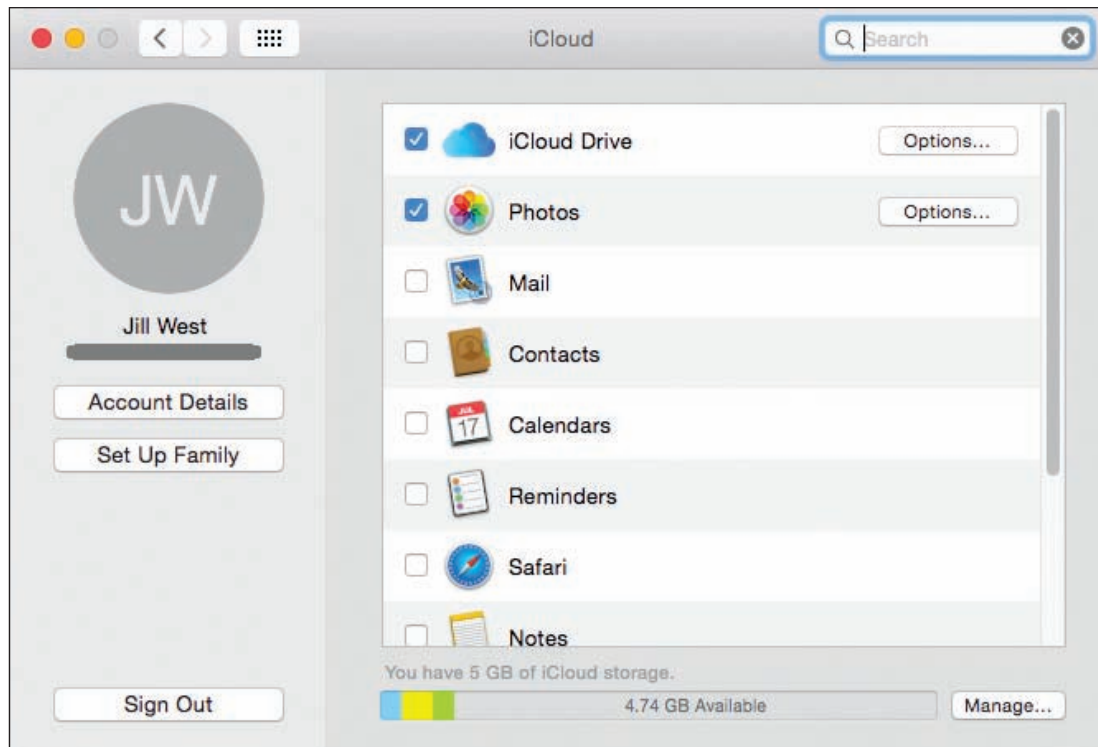 iCloud
Search
JW
Jill West
Account Details
Set Up Family
Sign Out
iCloud Drive
Options...
Photos
Options...
Mail
Contacts
JUL
17
Calendars
Reminders
Safari
Notes
You have 5 GB of iCloud storage.
4.74 GB Available
Manage...